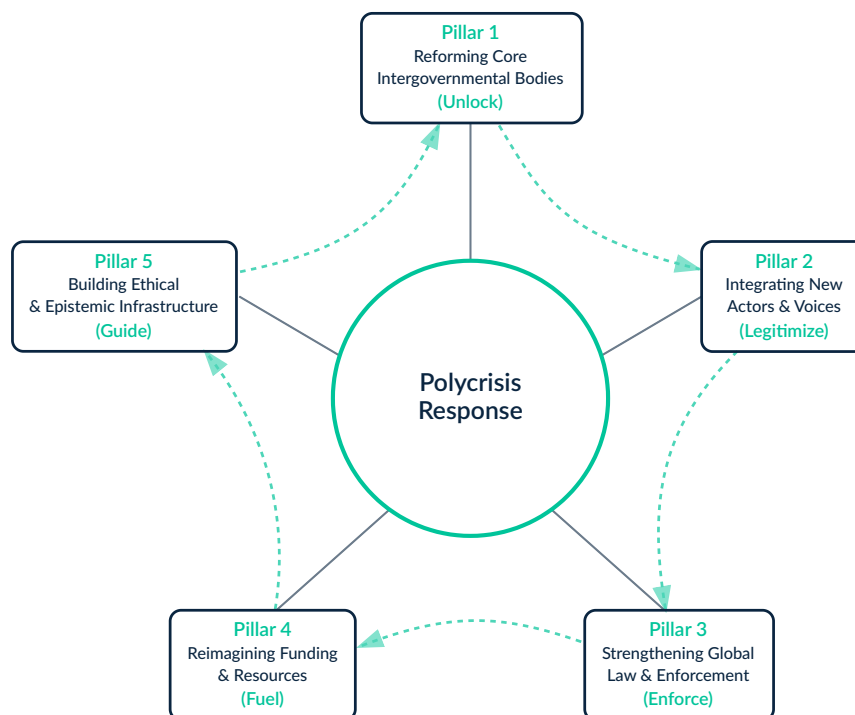 Pillar 1
Reforming Core
Intergovernmental Bodies
(Unlock)
Pillar 5
Building Ethical
& Epistemic Infrastructure
(Guide)
Pillar 2
Integrating New
Actors & Voices
(Legitimize)
Polycrisis
Response
Pillar 4
Reimagining Funding
& Resources
(Fuel)
Pillar 3
Strengthening Global
Law & Enforcement
(Enforce)